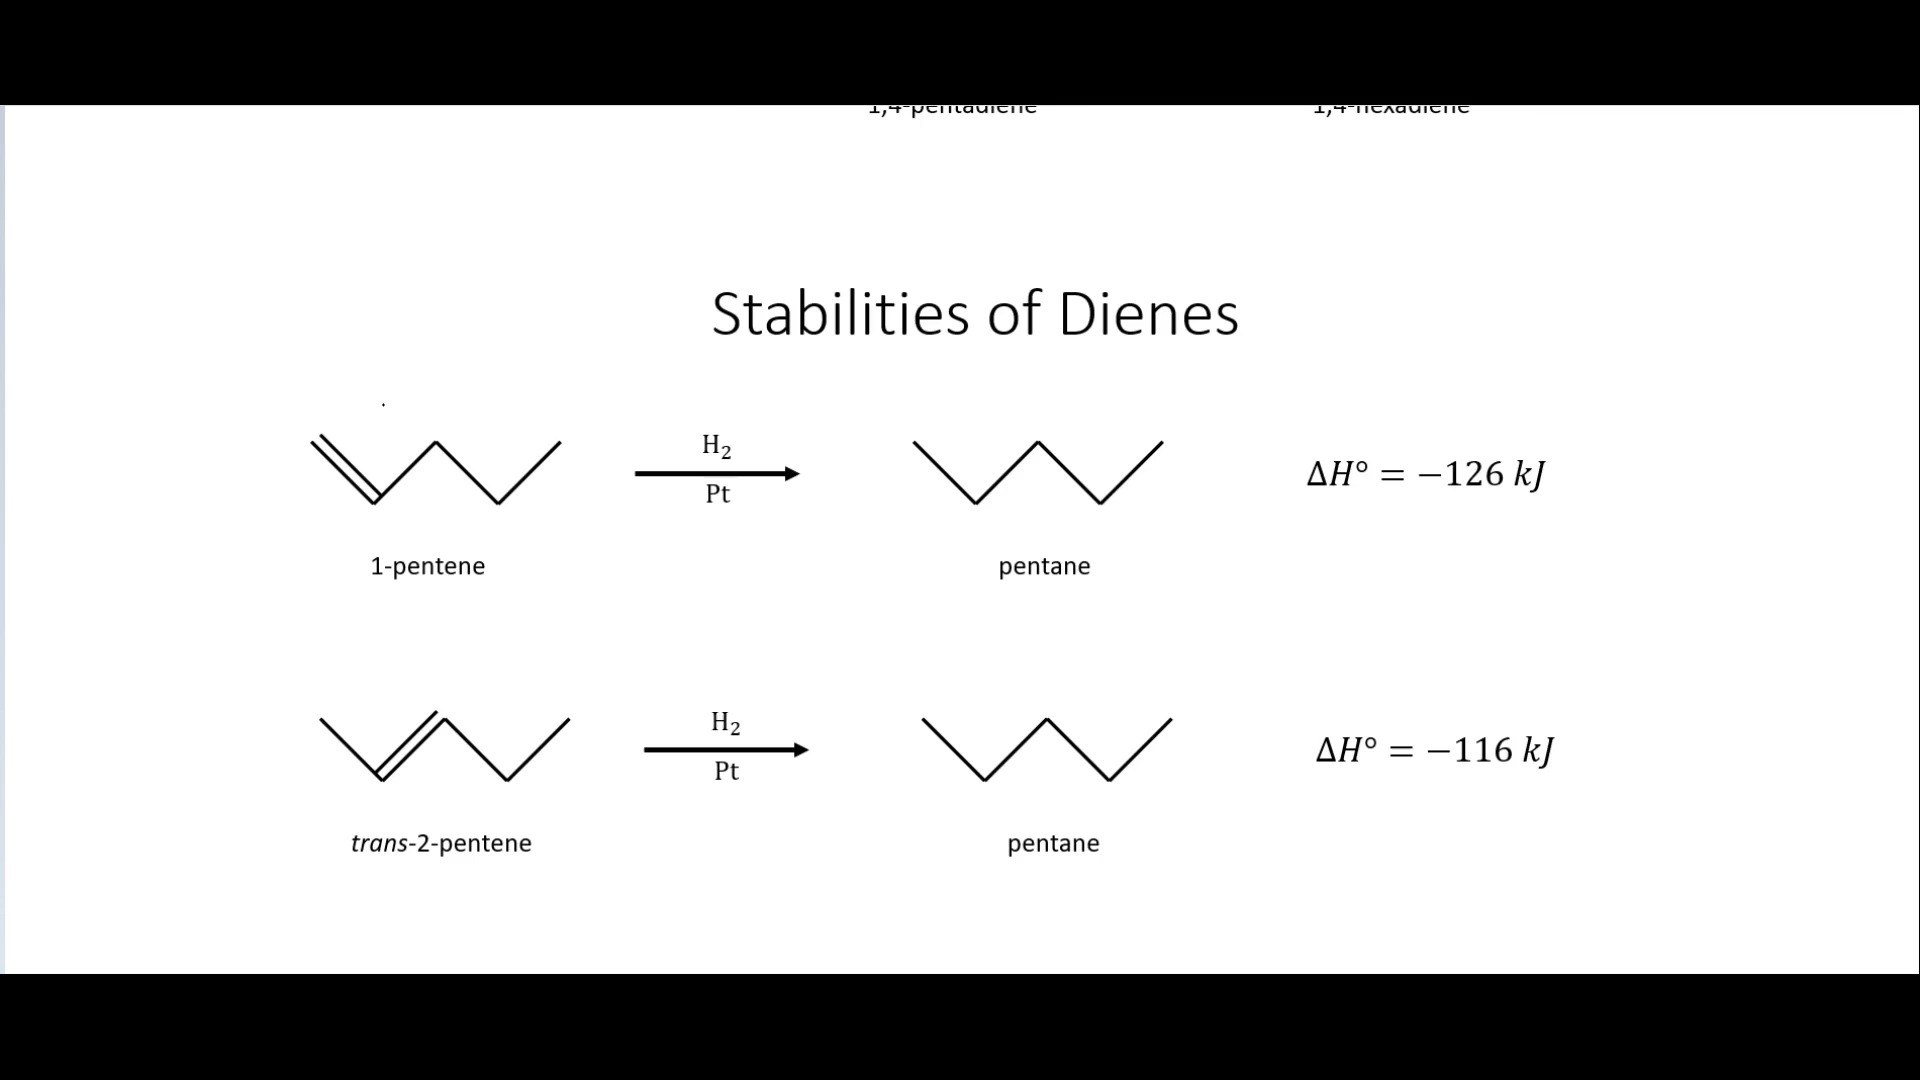 1,4-pentadiene 1,4-hexadiene
Stabilities of Dienes
H₂
Pt
ΔH° = −126 kJ
1-pentene
pentane
H₂
Pt
ΔH° = −116 kJ
trans-2-pentene
pentane